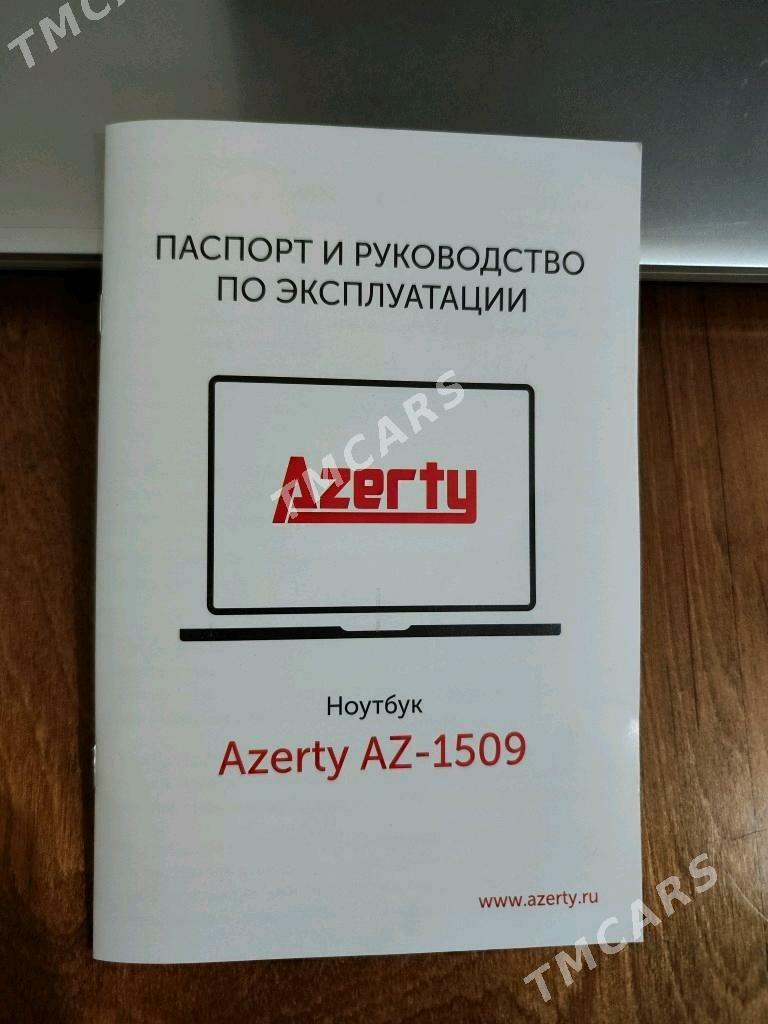 TMCARS
ПАСПОРТ И РУКОВОДСТВО
ПО ЭКСПЛУАТАЦИИ
TMCARS
Azerty
Ноутбук
Azerty AZ-1509
www.azerty.ru
TMCARS